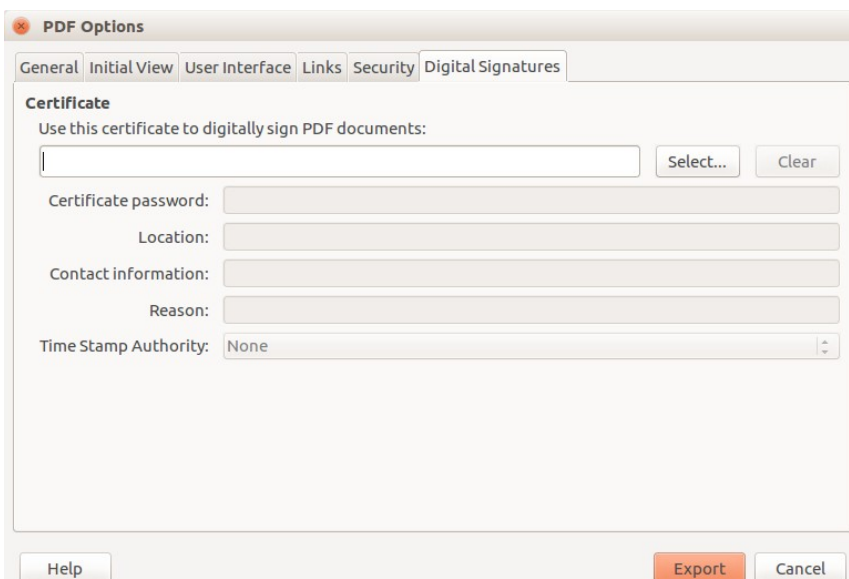 PDF Options
General Initial View User Interface Links Security Digital Signatures
Certificate
Use this certificate to digitally sign PDF documents:
Select... Clear
Certificate password:
Location:
Contact information:
Reason:
Time Stamp Authority: None
Help Export Cancel